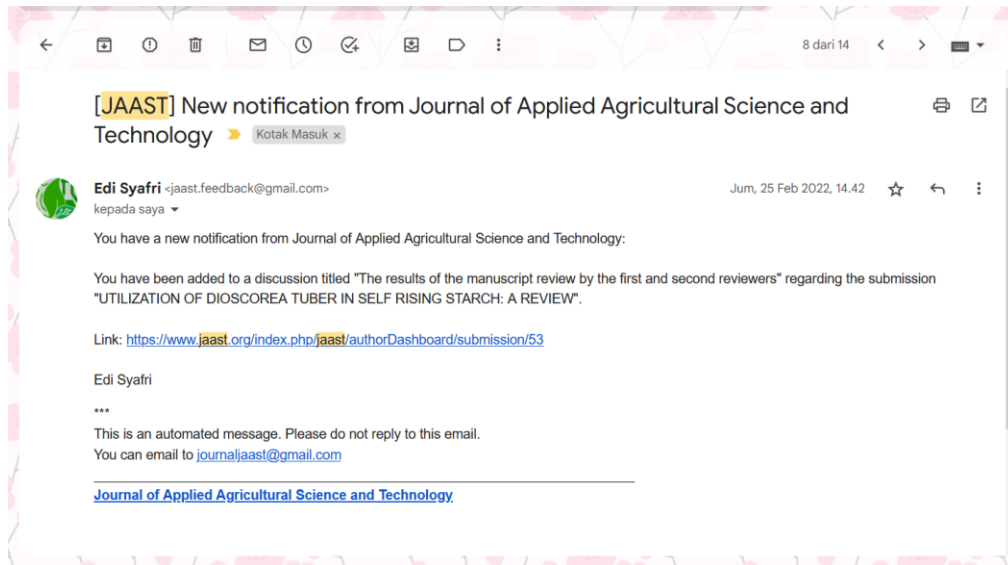 8 dari 14
[JAAST] New notification from Journal of Applied Agricultural Science and
Technology Kotak Masuk x
Edi Syafri <jaast.feedback@gmail.com> Jum, 25 Feb 2022, 14.42
kepada saya
You have a new notification from Journal of Applied Agricultural Science and Technology:
You have been added to a discussion titled "The results of the manuscript review by the first and second reviewers" regarding the submission
"UTILIZATION OF DIOSCOREA TUBER IN SELF RISING STARCH: A REVIEW".
Link: https://www.jaast.org/index.php/jaast/authorDashboard/submission/53
Edi Syafri
***
This is an automated message. Please do not reply to this email.
You can email to journaljaast@gmail.com
Journal of Applied Agricultural Science and Technology